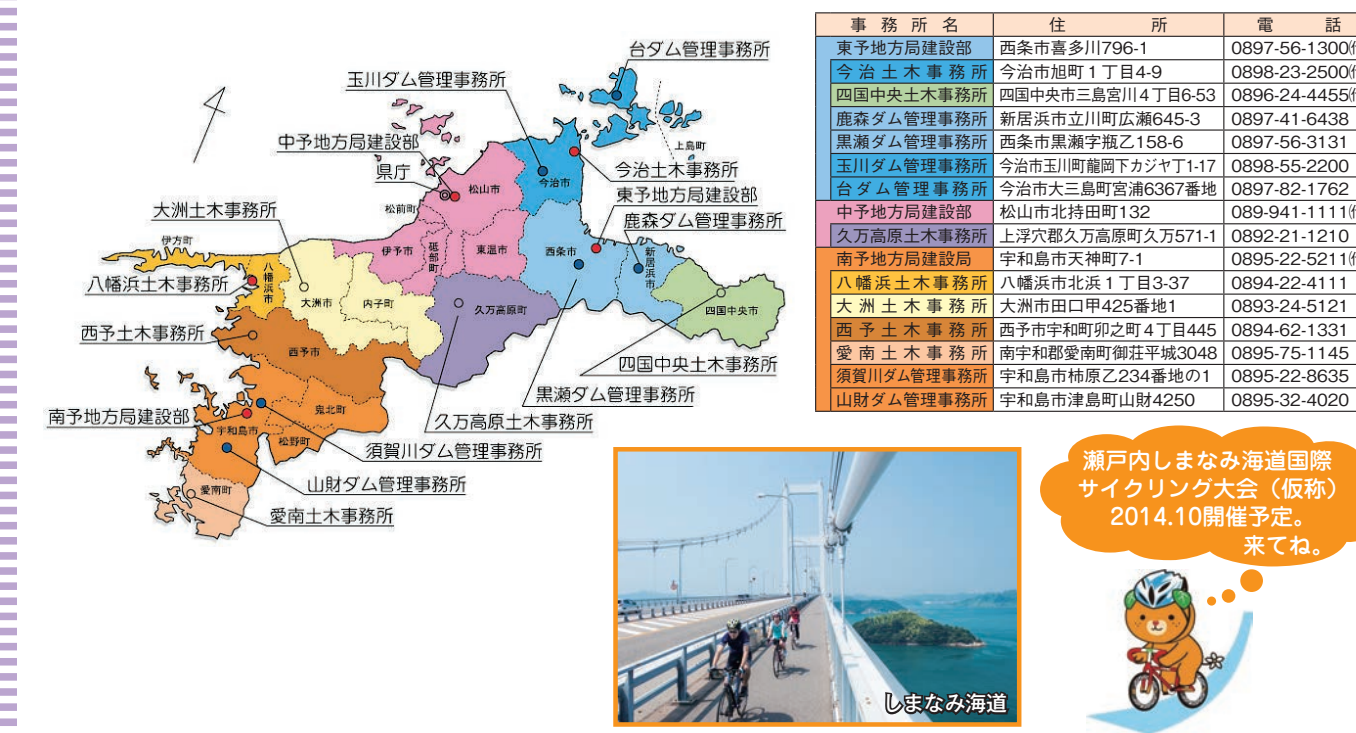 台ダム管理事務所
玉川ダム管理事務所
中予地方局建設部
県庁
大洲土木事務所
八幡浜土木事務所
西予土木事務所
南予地方局建設部
上島町
今治土木事務所
東予地方局建設部
鹿森ダム管理事務所
今治市
松山市
松前町
伊予市
砥部町
東温市
西条市
新居浜市
四国中央市
伊方町
八幡浜市
大洲市
内子町
久万高原町
西予市
鬼北町
宇和島市
松野町
愛南町
四国中央土木事務所
黒瀬ダム管理事務所
久万高原土木事務所
須賀川ダム管理事務所
山財ダム管理事務所
愛南土木事務所
事務所名 住所 電話
東予地方局建設部 西条市喜多川796-1 0897-56-1300
今治土木事務所 今治市旭町1丁目4-9 0898-23-2500
四国中央土木事務所 四国中央市三島宮川4丁目6-53 0896-24-4455
鹿森ダム管理事務所 新居浜市立川町広瀬645-3 0897-41-6438
黒瀬ダム管理事務所 西条市黒瀬字瓶乙158-6 0897-56-3131
玉川ダム管理事務所 今治市玉川町龍岡下カジヤ丁1-17 0898-55-2200
台ダム管理事務所 今治市大三島町宮浦6367番地 0897-82-1762
中予地方局建設部 松山市北持田町132 089-941-1111
久万高原土木事務所 上浮穴郡久万高原町久万571-1 0892-21-1210
南予地方局建設局 宇和島市天神町7-1 0895-22-5211
八幡浜土木事務所 八幡浜市北浜1丁目3-37 0894-22-4111
大洲土木事務所 大洲市田口甲425番地1 0893-24-5121
西予土木事務所 西予市宇和町卯之町4丁目445 0894-62-1331
愛南土木事務所 南宇和郡愛南町御荘平城3048 0895-75-1145
須賀川ダム管理事務所 宇和島市柿原乙234番地の1 0895-22-8635
山財ダム管理事務所 宇和島市津島町山財4250 0895-32-4020
瀬戸内しまなみ海道国際
サイクリング大会（仮称）
2014.10開催予定。
来てね。
しまなみ海道